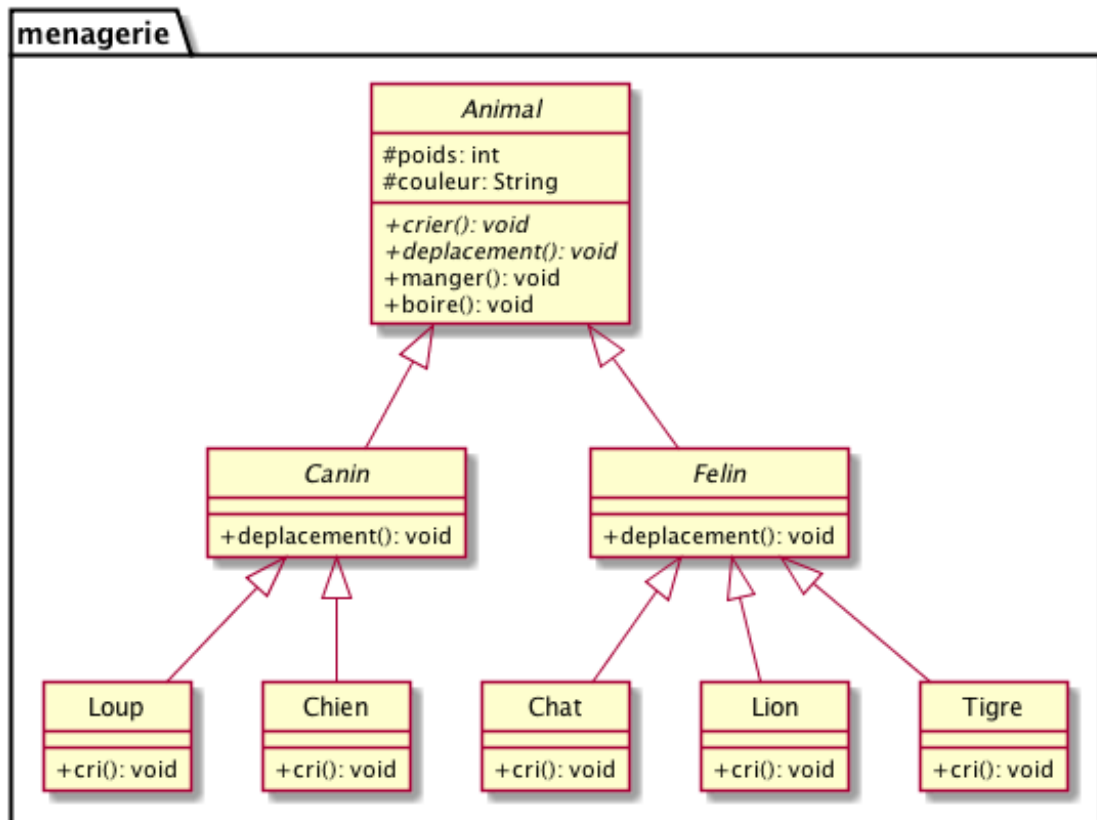 menagerie
Animal
#poids: int
#couleur: String
+crier(): void
+deplacement(): void
+manger(): void
+boire(): void
Canin
+deplacement(): void
Felin
+deplacement(): void
Loup
+cri(): void
Chien
+cri(): void
Chat
+cri(): void
Lion
+cri(): void
Tigre
+cri(): void